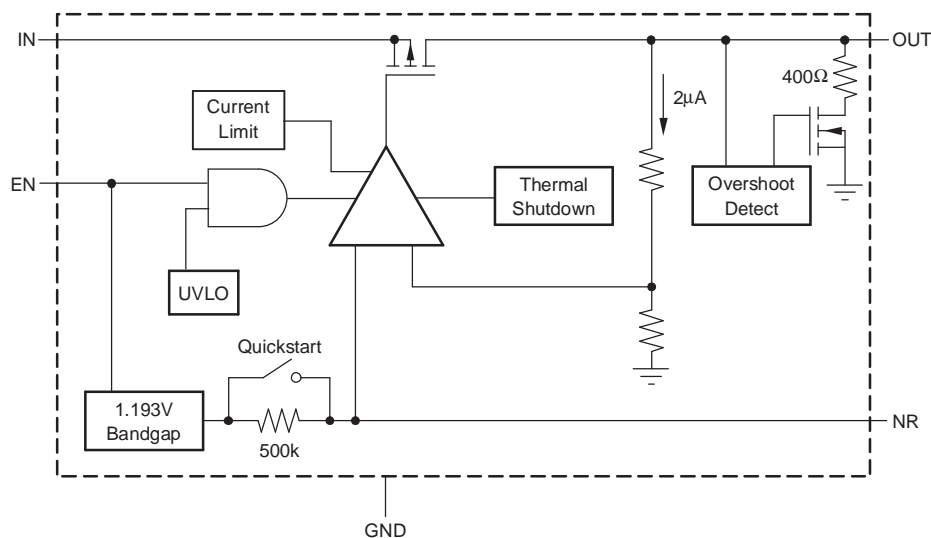 IN
OUT
400Ω
2μA
Current
Limit
EN
Thermal
Shutdown
Overshoot
Detect
UVLO
Quickstart
1.193V
Bandgap
500k
NR
GND